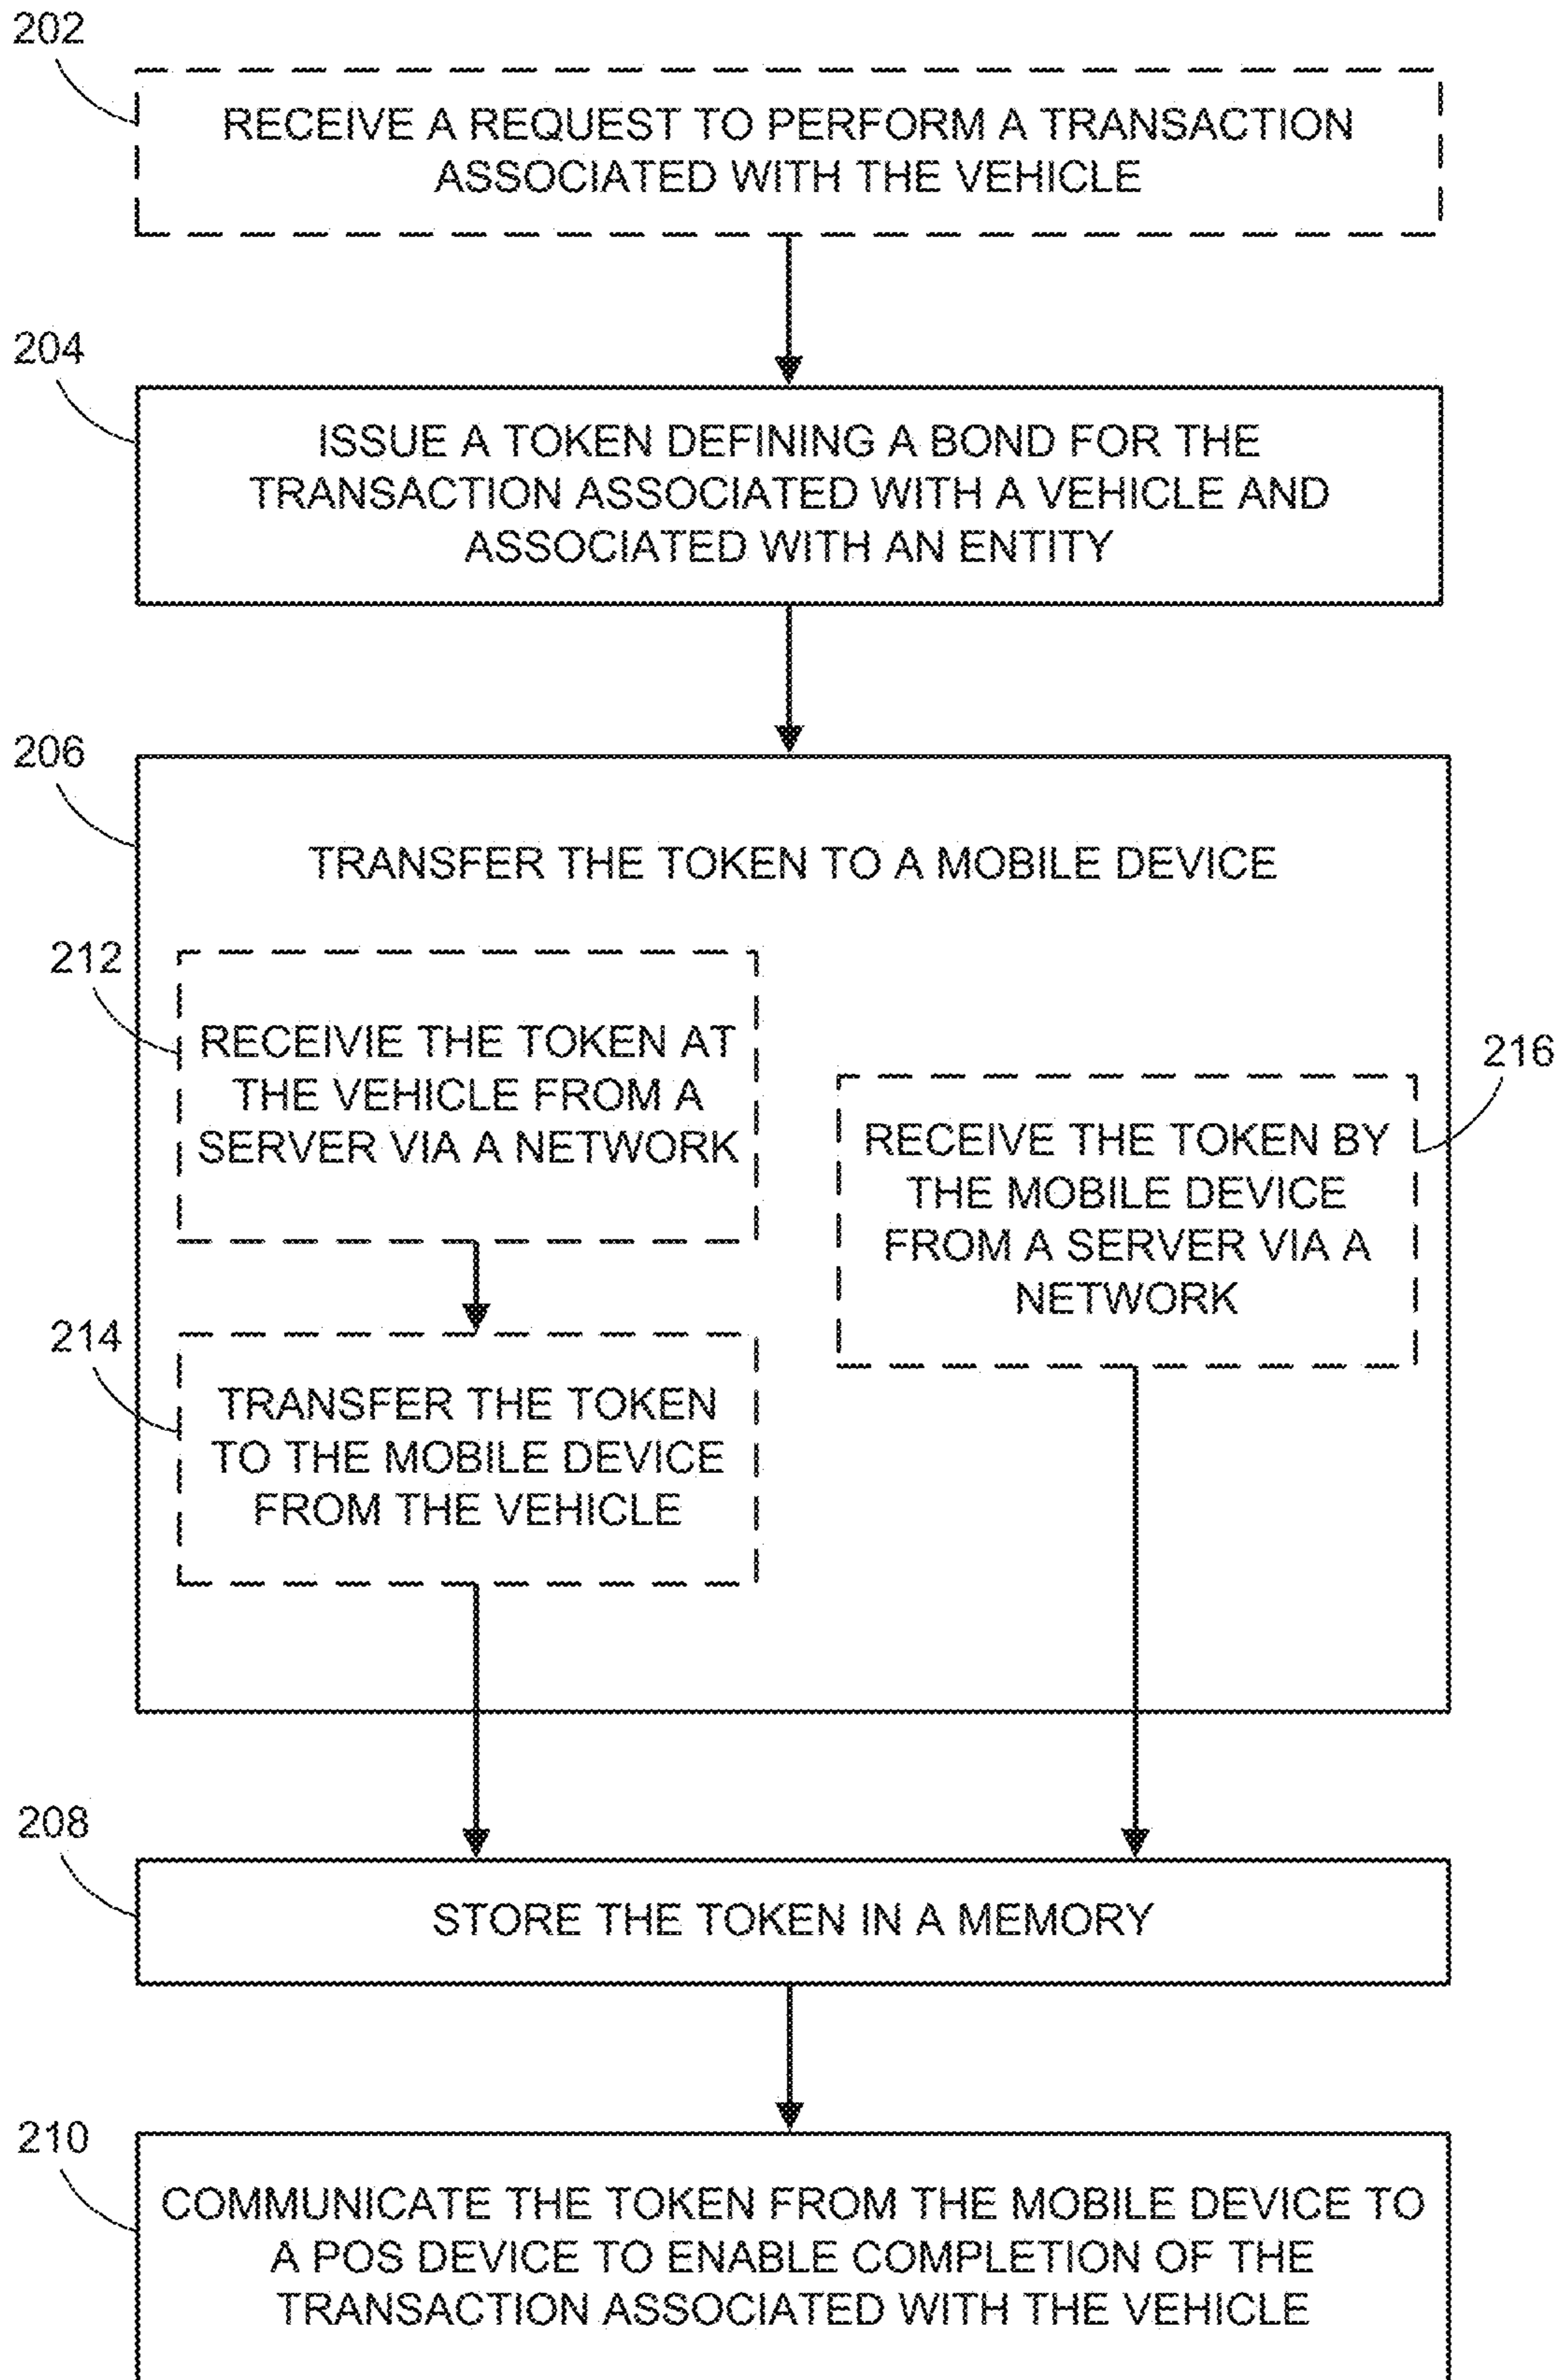 202
RECEIVE A REQUEST TO PERFORM A TRANSACTION
ASSOCIATED WITH THE VEHICLE
204
ISSUE A TOKEN DEFINING A BOND FOR THE
TRANSACTION ASSOCIATED WITH A VEHICLE AND
ASSOCIATED WITH AN ENTITY
206
TRANSFER THE TOKEN TO A MOBILE DEVICE
212
RECEIVIE THE TOKEN AT
THE VEHICLE FROM A
SERVER VIA A NETWORK
216
RECEIVE THE TOKEN BY
THE MOBILE DEVICE
FROM A SERVER VIA A
NETWORK
214
TRANSFER THE TOKEN
TO THE MOBILE DEVICE
FROM THE VEHICLE
208
STORE THE TOKEN IN A MEMORY
210
COMMUNICATE THE TOKEN FROM THE MOBILE DEVICE TO
A POS DEVICE TO ENABLE COMPLETION OF THE
TRANSACTION ASSOCIATED WITH THE VEHICLE